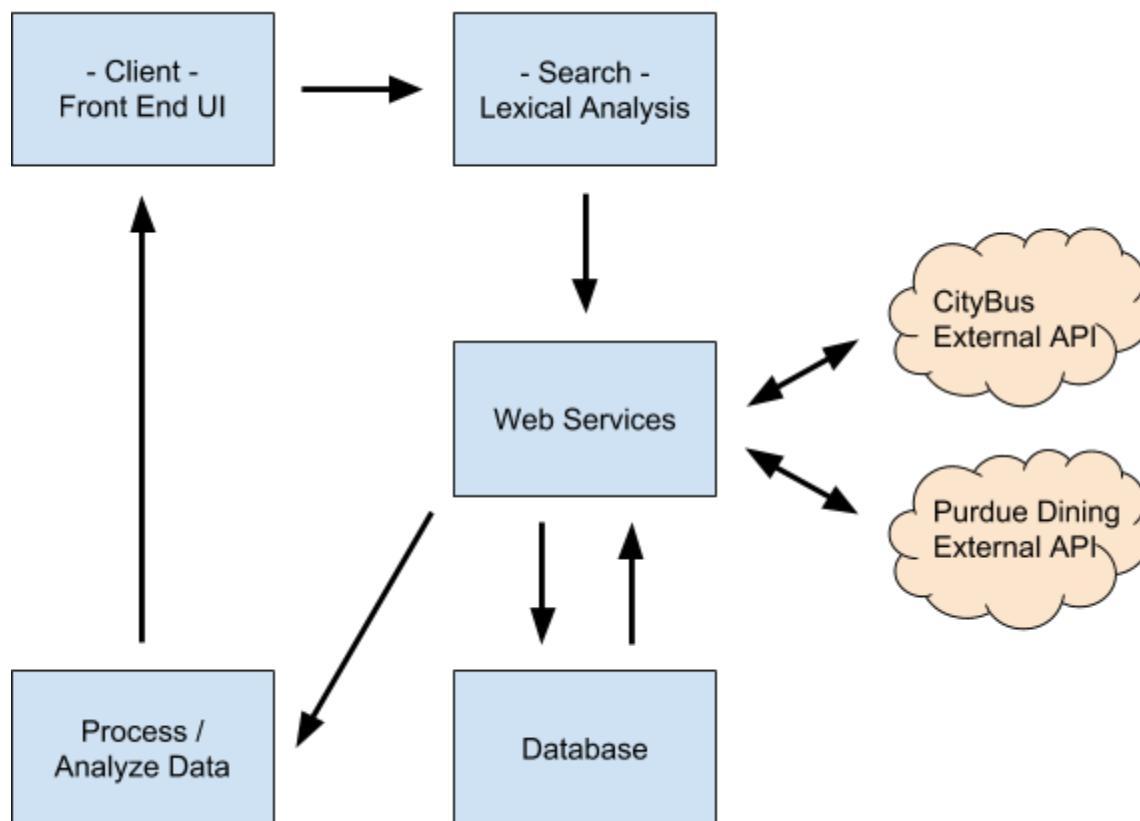 - Client -
Front End UI
- Search -
Lexical Analysis
CityBus
External API
Web Services
Purdue Dining
External API
Process /
Analyze Data
Database